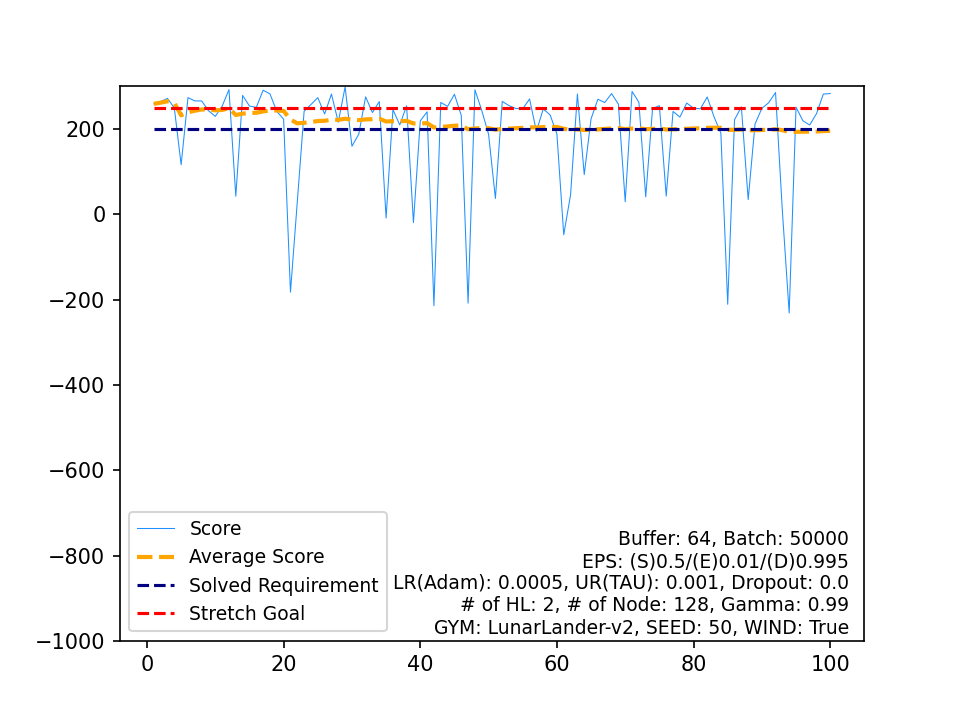 200
0
−200
−400
−600
−800
−1000
0
20
40
60
80
100
Score
Average Score
Solved Requirement
Stretch Goal
Buffer: 64, Batch: 50000
EPS: (S)0.5/(E)0.01/(D)0.995
LR(Adam): 0.0005, UR(TAU): 0.001, Dropout: 0.0
# of HL: 2, # of Node: 128, Gamma: 0.99
GYM: LunarLander-v2, SEED: 50, WIND: True